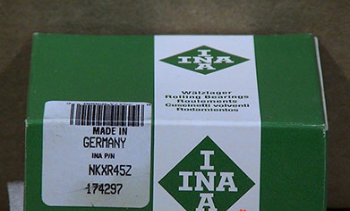 INA
Wälzlager
Rolling Bearings
Roulements
Cuscinetti volventi
Rodamientos
MADE IN
GERMANY
INA P/N
NKXR45Z
174297
INA